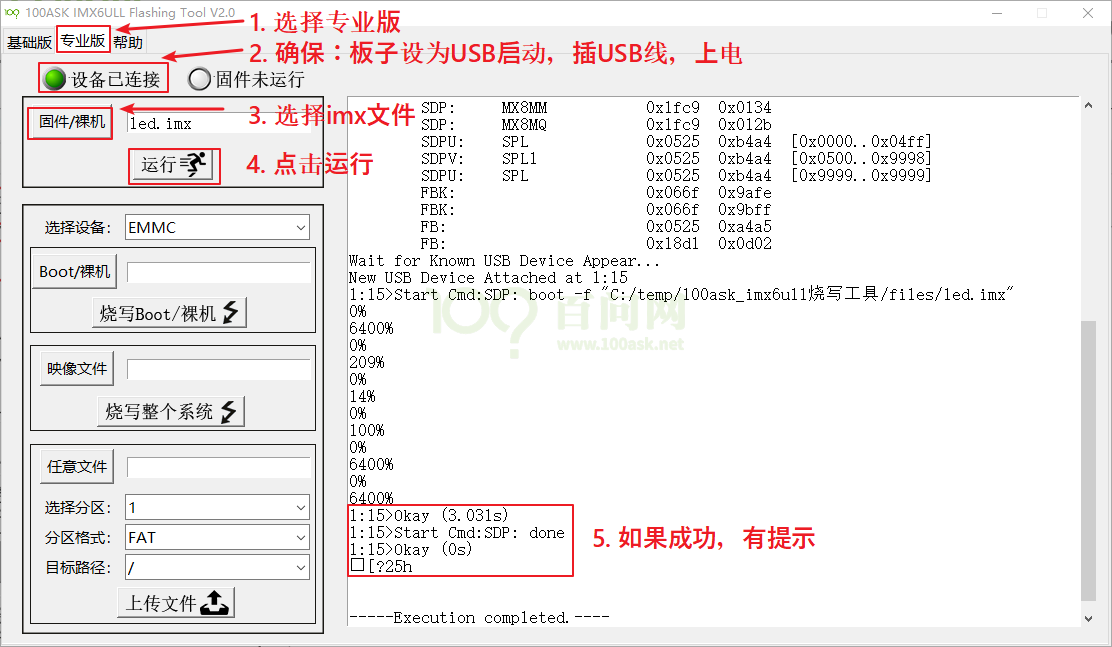 100ASK IMX6ULL Flashing Tool V2.0
基础版 专业版 帮助
1. 选择专业版
2. 确保：板子设为USB启动，插USB线，上电
设备已连接 固件未运行
固件/裸机 led.imx
3. 选择imx文件
运行
4. 点击运行
选择设备: EMMC
Boot/裸机
烧写Boot/裸机
映像文件
烧写整个系统
任意文件
选择分区: 1
分区格式: FAT
目标路径: /
上传文件
SDP: MX8MM 0x1fc9 0x0134
SDP: MX8MQ 0x1fc9 0x012b
SDPU: SPL 0x0525 0xb4a4 [0x0000..0x04ff]
SDPV: SPL1 0x0525 0xb4a4 [0x0500..0x9998]
SDPU: SPL 0x0525 0xb4a4 [0x9999..0x9999]
FBK: 0x066f 0x9afe
FBK: 0x066f 0x9bff
FB: 0x0525 0xa4a5
FB: 0x18d1 0x0d02
Wait for Known USB Device Appear...
New USB Device Attached at 1:15
1:15>Start Cmd:SDP: boot -f "C:/temp/100ask_imx6ull烧写工具/files/led.imx"
0%
6400%
0%
209%
0%
14%
0%
100%
0%
6400%
0%
6400%
1:15>Okay (3.031s)
1:15>Start Cmd:SDP: done
1:15>Okay (0s)
□[?25h
5. 如果成功，有提示
-----Execution completed.----
百问网
www.100ask.net